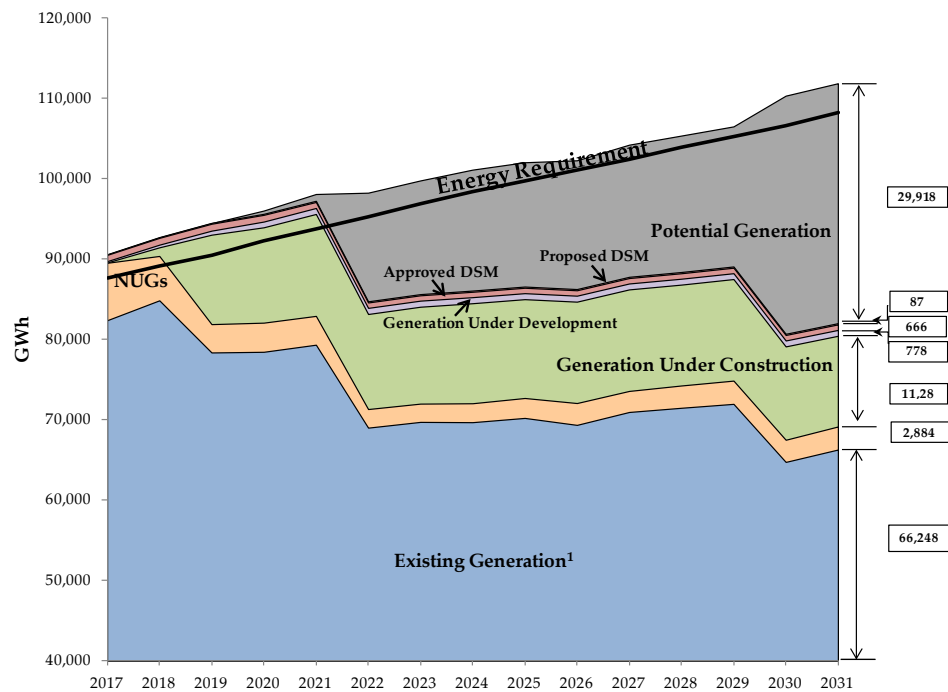 120,000
110,000
100,000
90,000
80,000
70,000
60,000
50,000
40,000
GWh
2017 2018 2019 2020 2021 2022 2023 2024 2025 2026 2027 2028 2029 2030 2031
Energy Requirement
Potential Generation
NUGs
Approved DSM
Proposed DSM
Generation Under Development
Generation Under Construction
Existing Generation¹
29,918
87
666
778
11,28
2,884
66,248